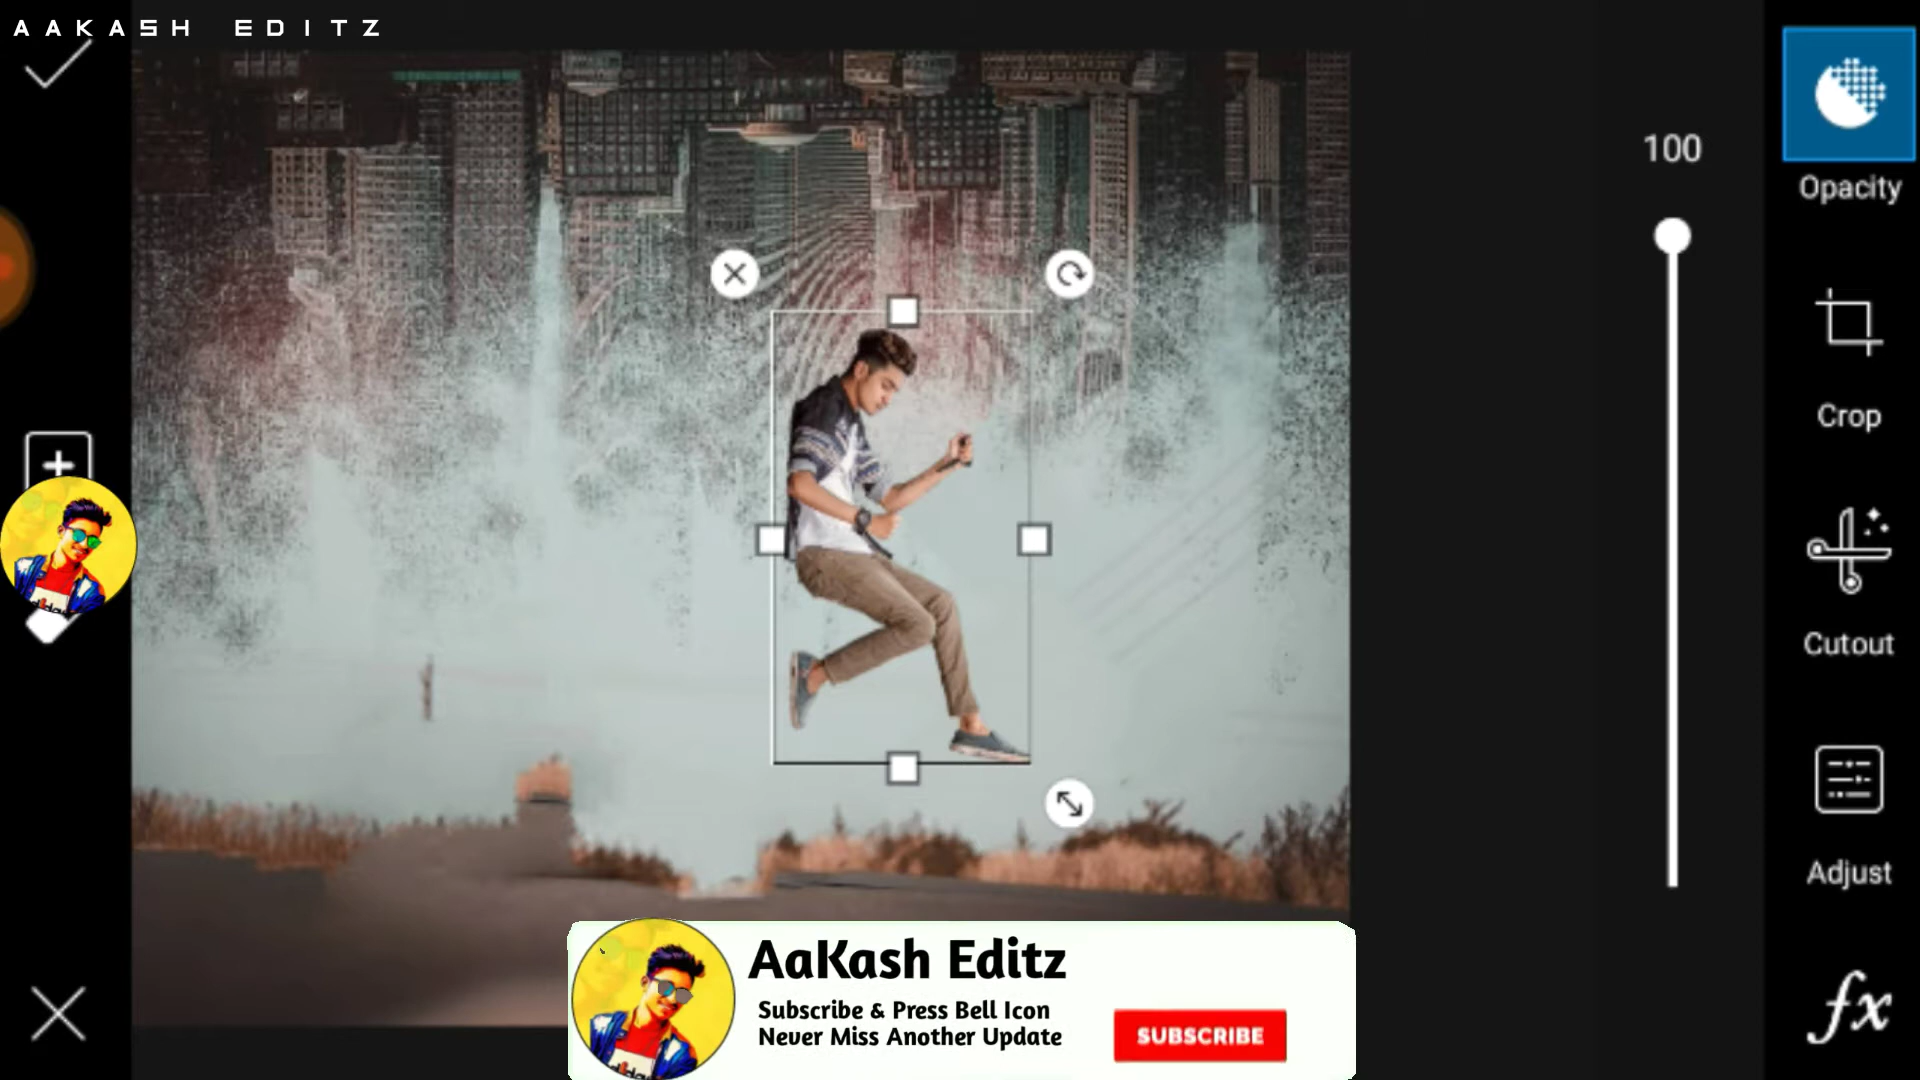 AAKASH EDITZ
100
Opacity
Crop
Cutout
Adjust
fx
AaKash Editz
Subscribe & Press Bell Icon
Never Miss Another Update
SUBSCRIBE